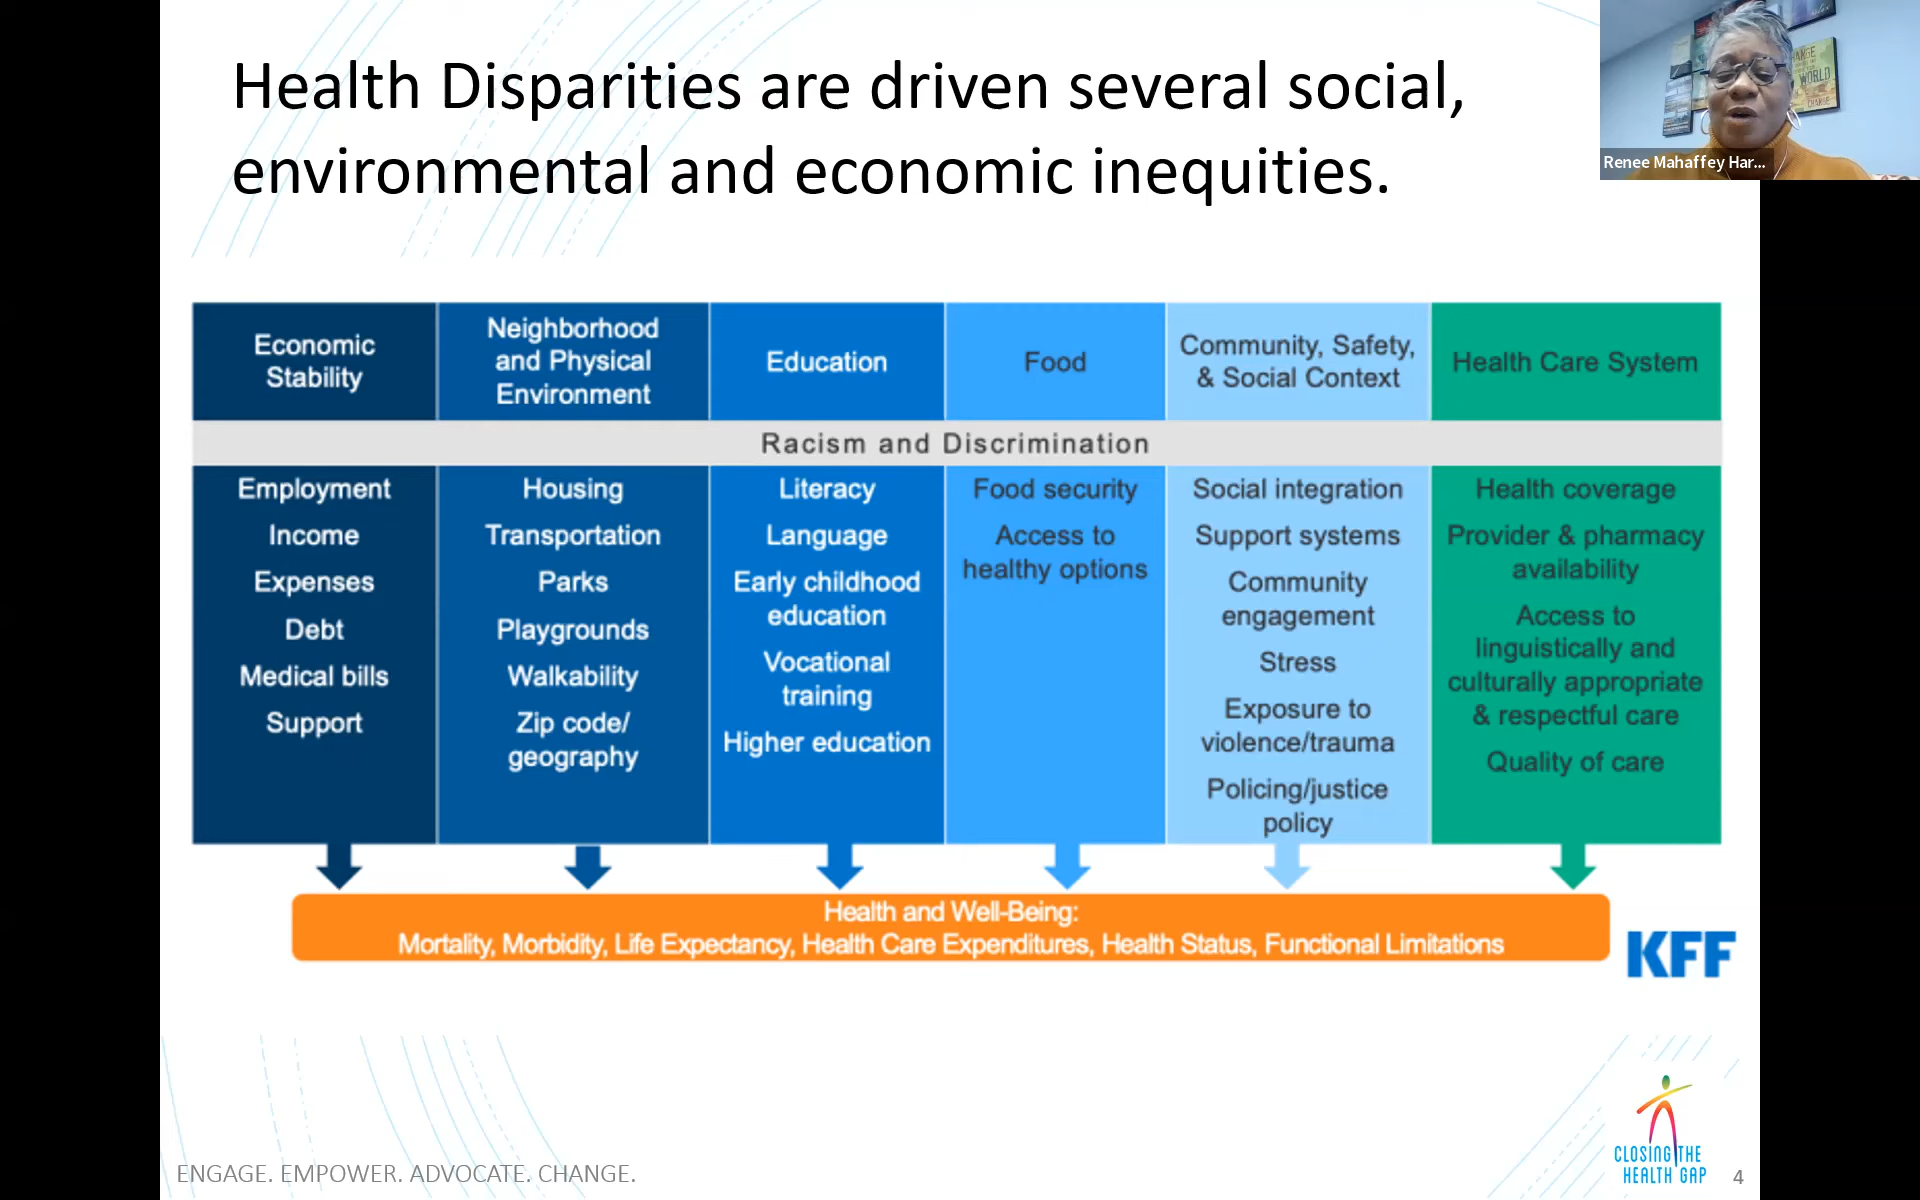 Health Disparities are driven several social,
environmental and economic inequities.
CHANGE
WORLD
CHANGE
Renee Mahaffey Har...
Economic
Stability
Neighborhood
and Physical
Environment
Education
Food
Community, Safety,
& Social Context
Health Care System
Racism and Discrimination
Employment
Income
Expenses
Debt
Medical bills
Support
Housing
Transportation
Parks
Playgrounds
Walkability
Zip code/
geography
Literacy
Language
Early childhood
education
Vocational
training
Higher education
Food security
Access to
healthy options
Social integration
Support systems
Community
engagement
Stress
Exposure to
violence/trauma
Policing/justice
policy
Health coverage
Provider & pharmacy
availability
Access to
linguistically and
culturally appropriate
& respectful care
Quality of care
Health and Well-Being:
Mortality, Morbidity, Life Expectancy, Health Care Expenditures, Health Status, Functional Limitations
KFF
CLOSING THE
HEALTH GAP
ENGAGE. EMPOWER. ADVOCATE. CHANGE.
4